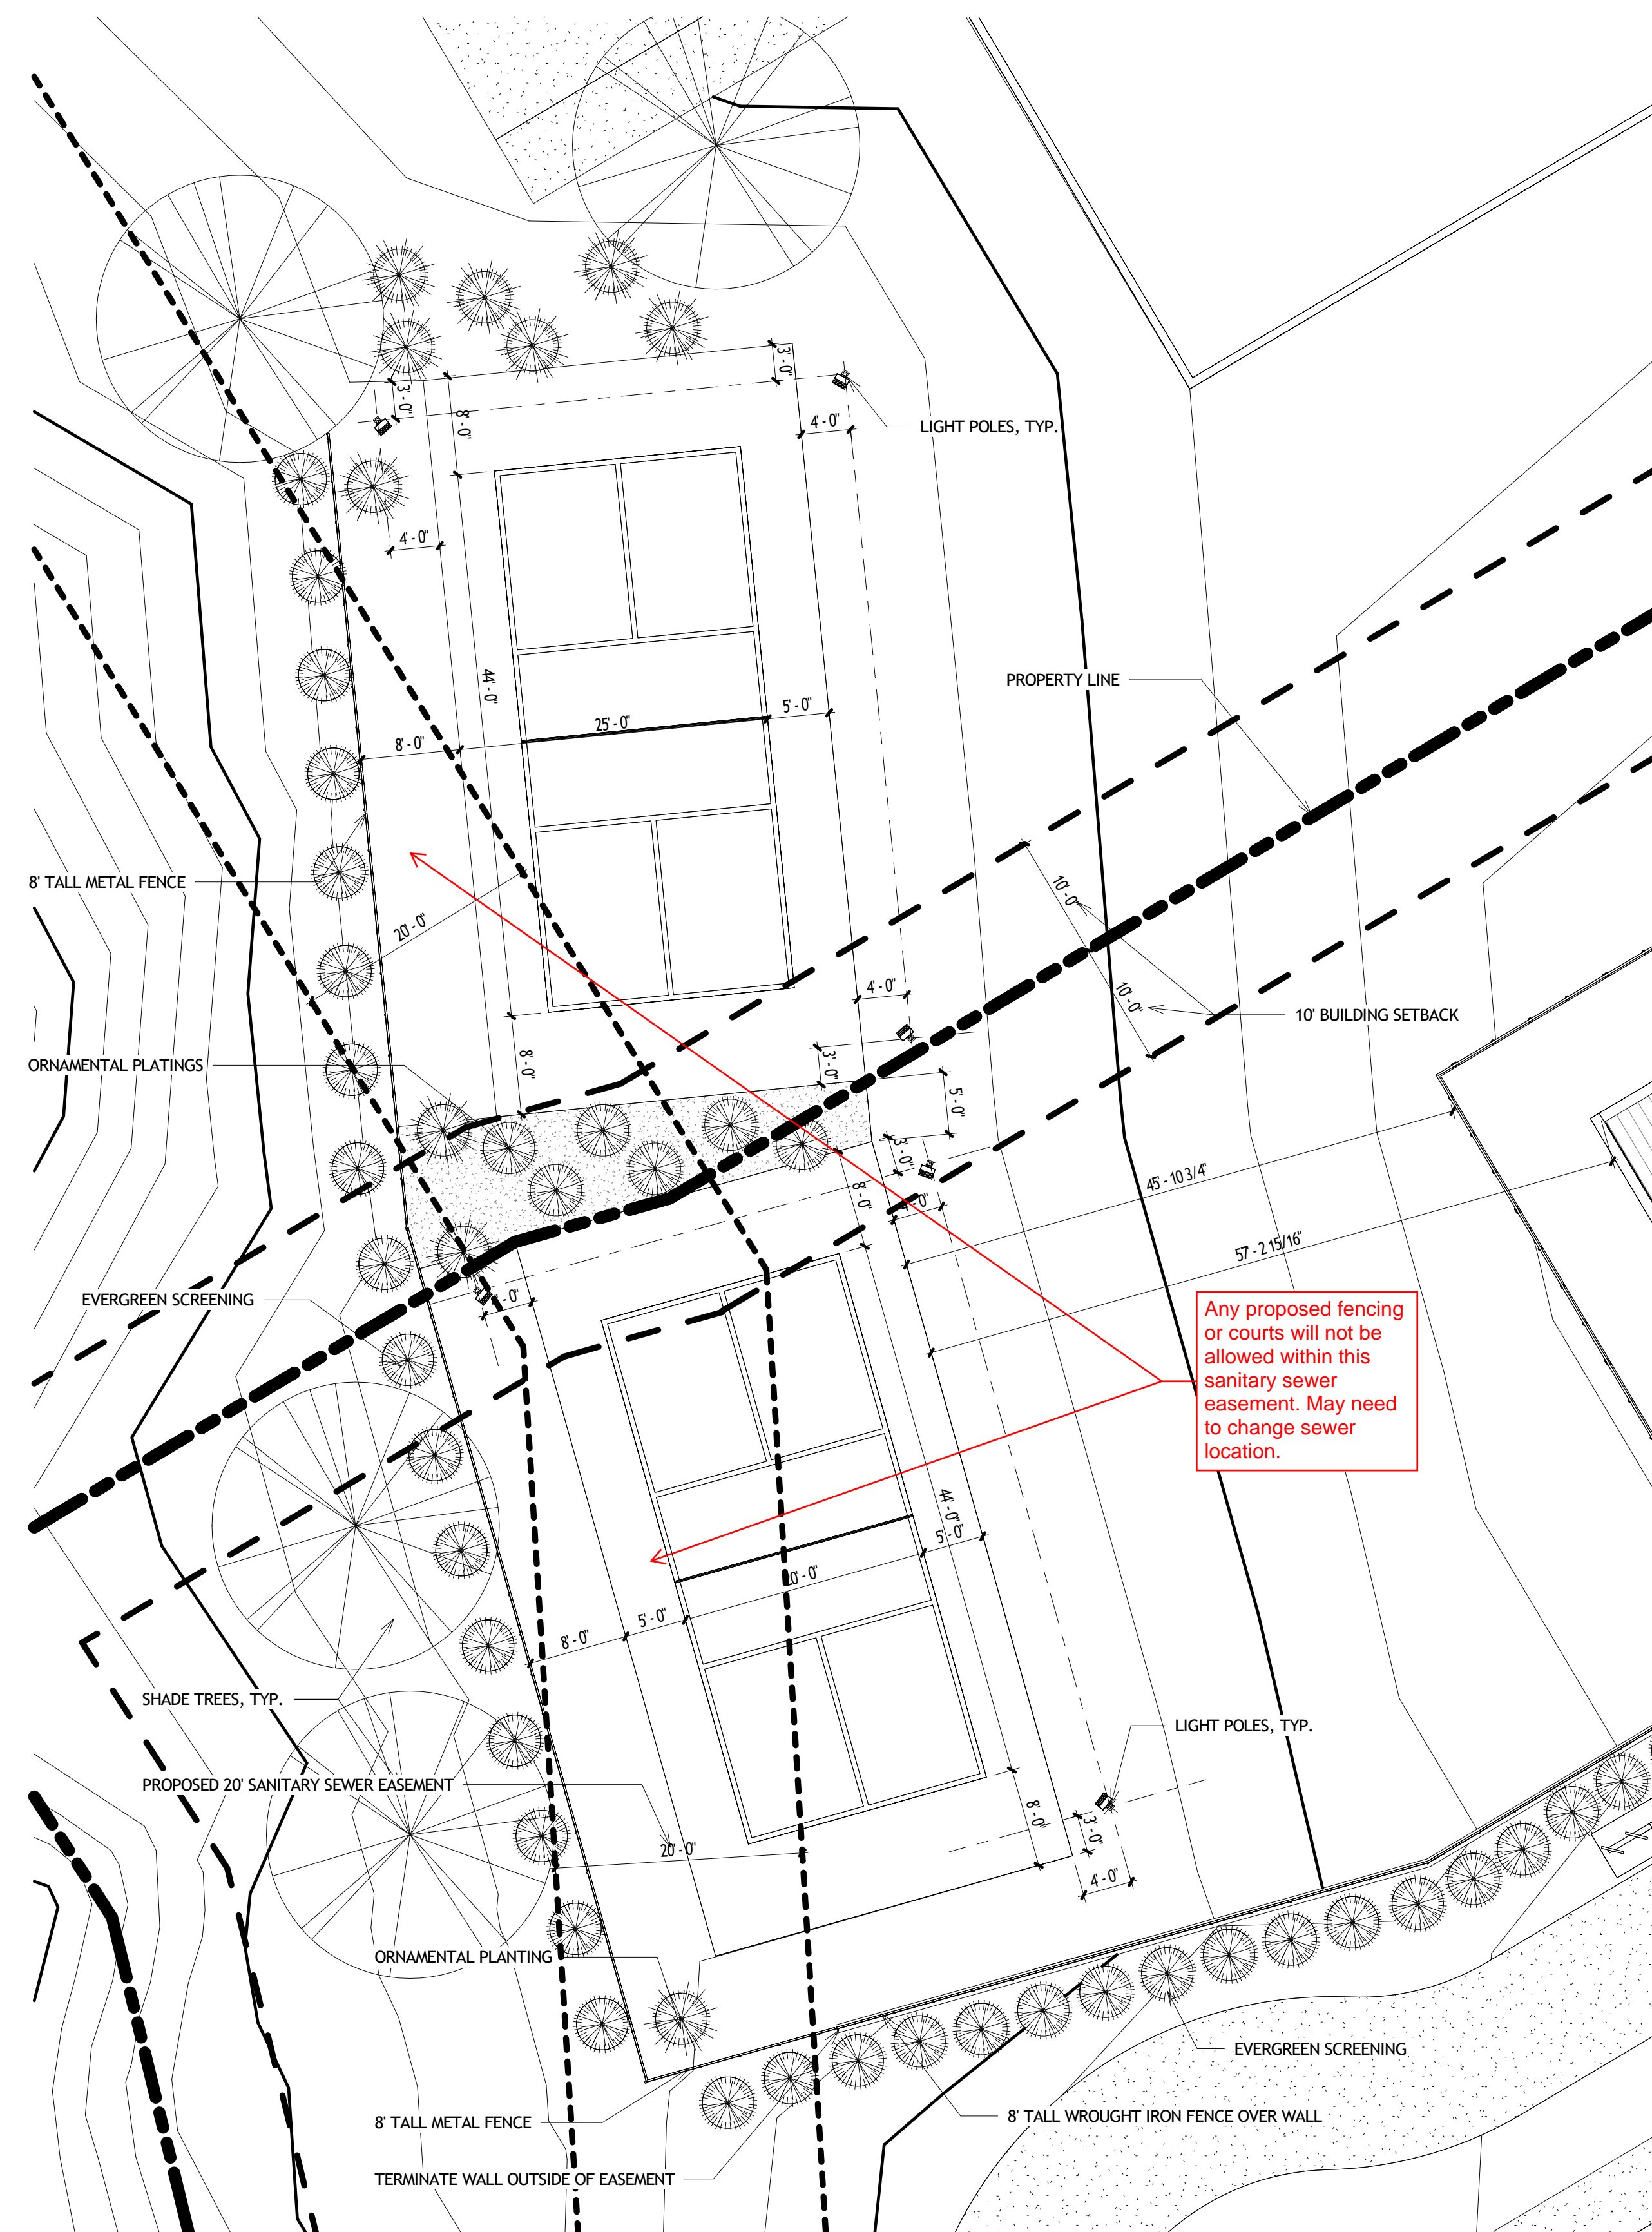 3'-0"
3'-0"
8'-0"
4'-0"
LIGHT POLES, TYP.
4'-0"
44'-0"
PROPERTY LINE
5'-0"
25'-0"
8'-0"
8' TALL METAL FENCE
10'-0"
20'-0"
4'-0"
10'-0"
10' BUILDING SETBACK
ORNAMENTAL PLATINGS
8'-0"
3'-0"
5'-0"
3'-0"
45'-10 3/4"
8'-0"
57'-2 15/16"
EVERGREEN SCREENING
Any proposed fencing
or courts will not be
allowed within this
sanitary sewer
easement. May need
to change sewer
location.
44'-0"
5'-0"
20'-0"
5'-0"
8'-0"
SHADE TREES, TYP.
LIGHT POLES, TYP.
PROPOSED 20' SANITARY SEWER EASEMENT
8'-0"
3'-0"
20'-0"
4'-0"
ORNAMENTAL PLANTING
EVERGREEN SCREENING
8' TALL METAL FENCE
8' TALL WROUGHT IRON FENCE OVER WALL
TERMINATE WALL OUTSIDE OF EASEMENT